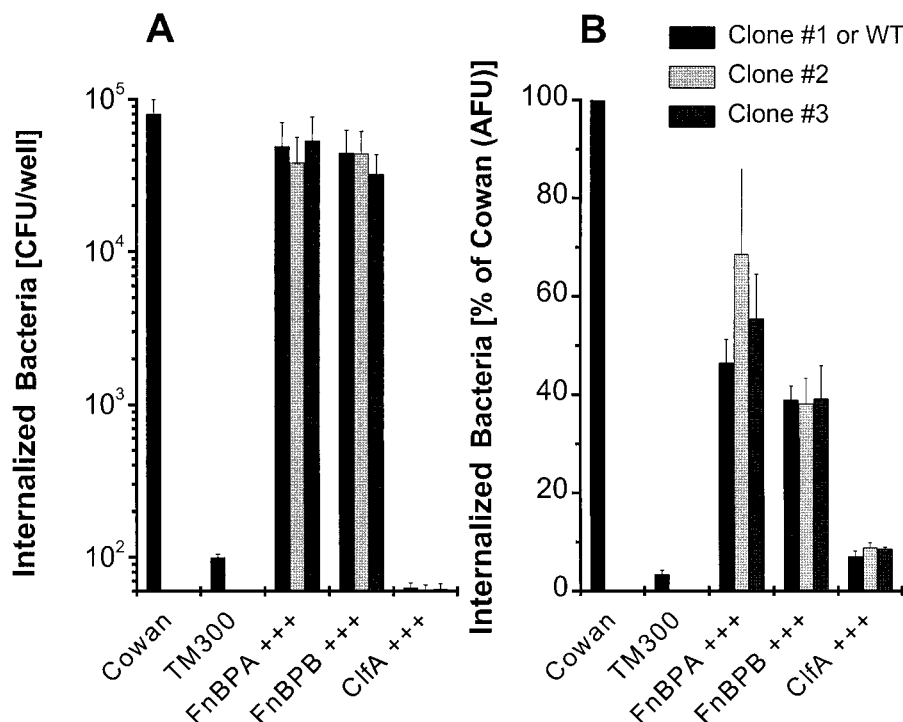 A
Internalized Bacteria [CFU/well]
10^5
10^4
10^3
10^2
Cowan
TM300
FnBPA +++
FnBPB +++
ClfA +++
B
Clone #1 or WT
Clone #2
Clone #3
Internalized Bacteria [% of Cowan (AFU)]
100
80
60
40
20
0
Cowan
TM300
FnBPA +++
FnBPB +++
ClfA +++